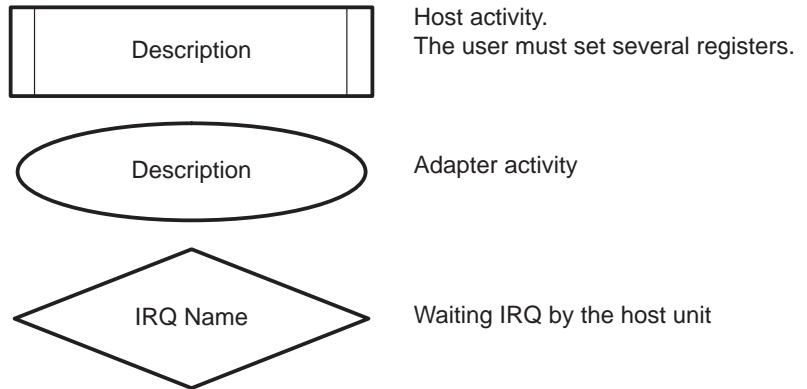 Description
Host activity.
The user must set several registers.
Description
Adapter activity
IRQ Name
Waiting IRQ by the host unit